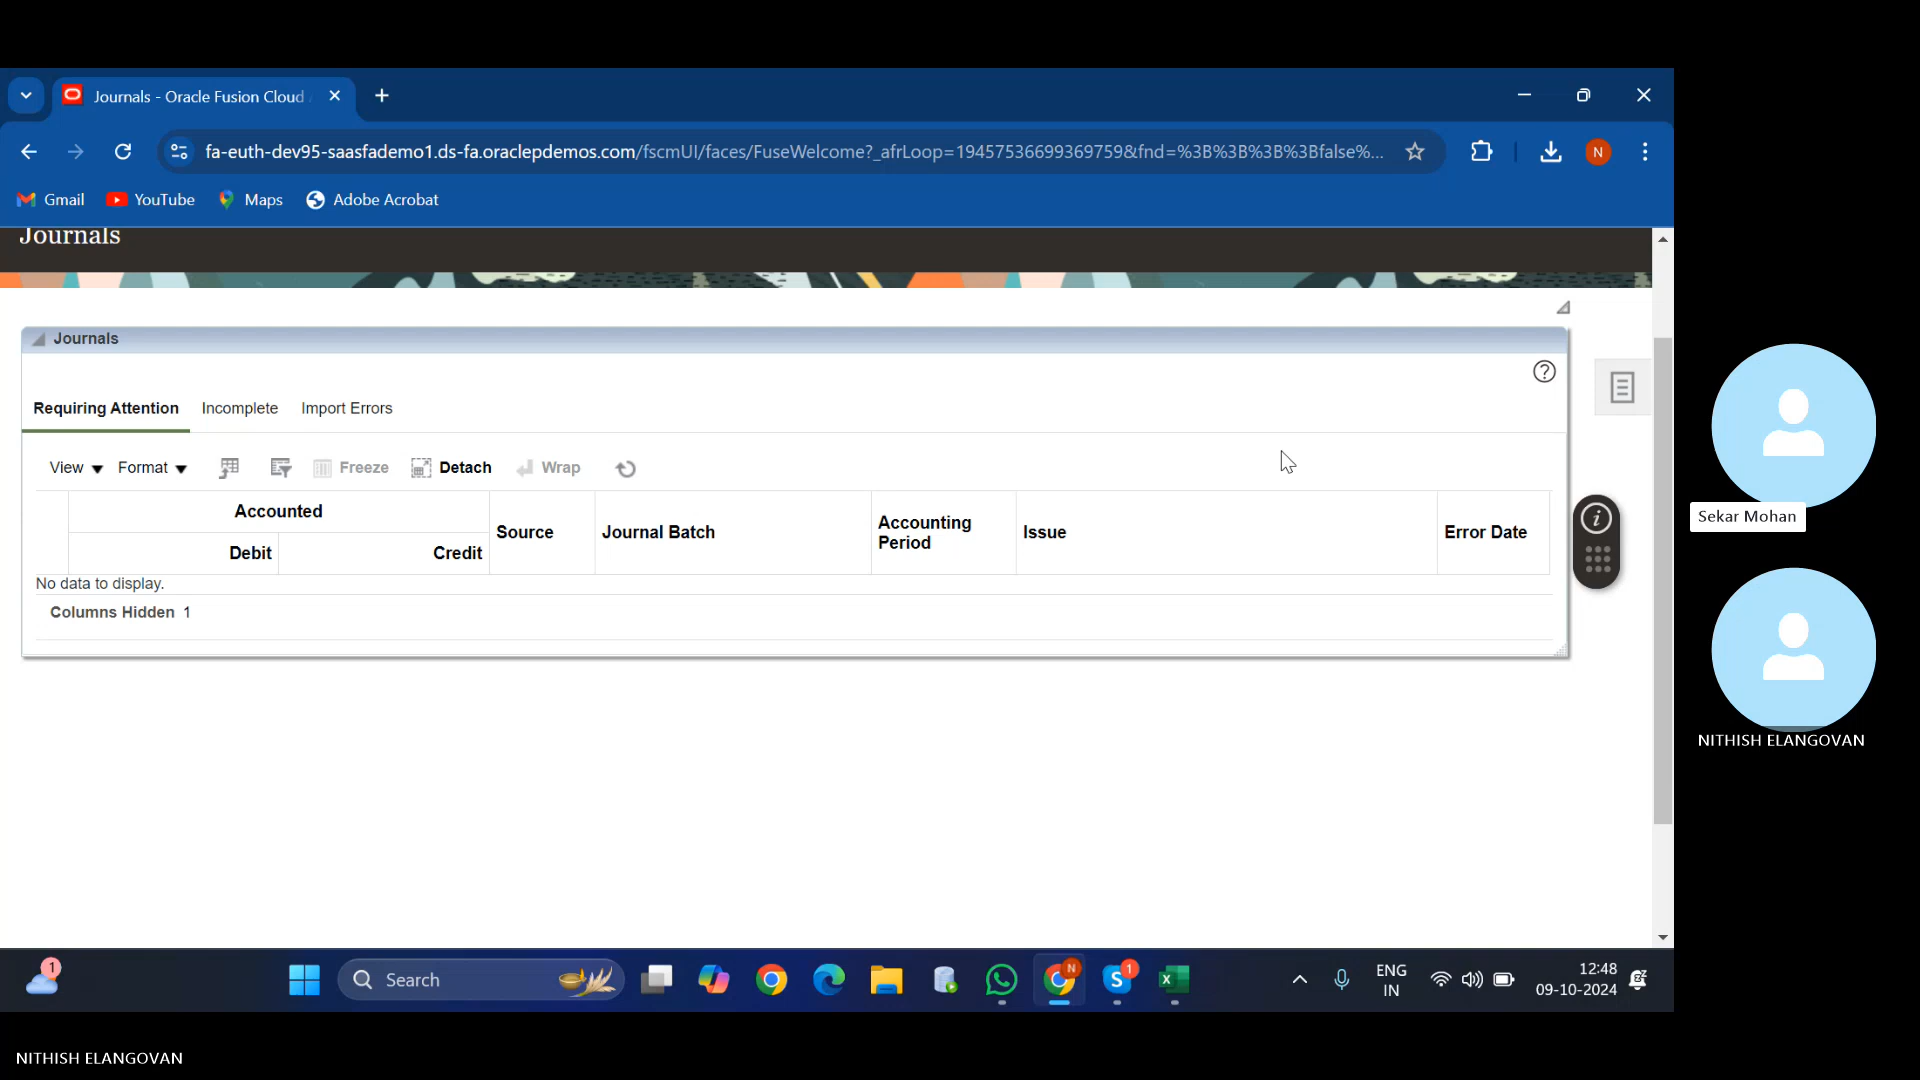 Journals - Oracle Fusion Cloud
fa-euth-dev95-saasfademo1.ds-fa.oraclepdemos.com/fscmUI/faces/FuseWelcome?_afrLoop=19457536699369759&fnd=%3B%3B%3B%3Bfalse%...
N
Gmail
YouTube
Maps
Adobe Acrobat
Journals
Journals
Requiring Attention
Incomplete
Import Errors
View
Format
Freeze
Detach
Wrap
Accounted
Debit
Credit
Source
Journal Batch
Accounting
Period
Issue
Error Date
No data to display.
Columns Hidden 1
Sekar Mohan
NITHISH ELANGOVAN
1
Search
N
S
1
X
ENG
IN
12:48
09-10-2024
NITHISH ELANGOVAN